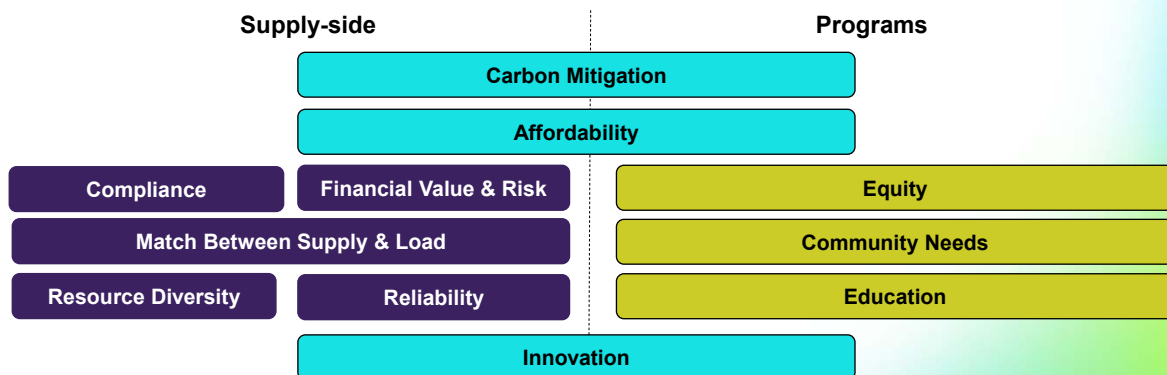 Supply-side
Programs
Carbon Mitigation
Affordability
Compliance
Financial Value & Risk
Equity
Match Between Supply & Load
Community Needs
Resource Diversity
Reliability
Education
Innovation